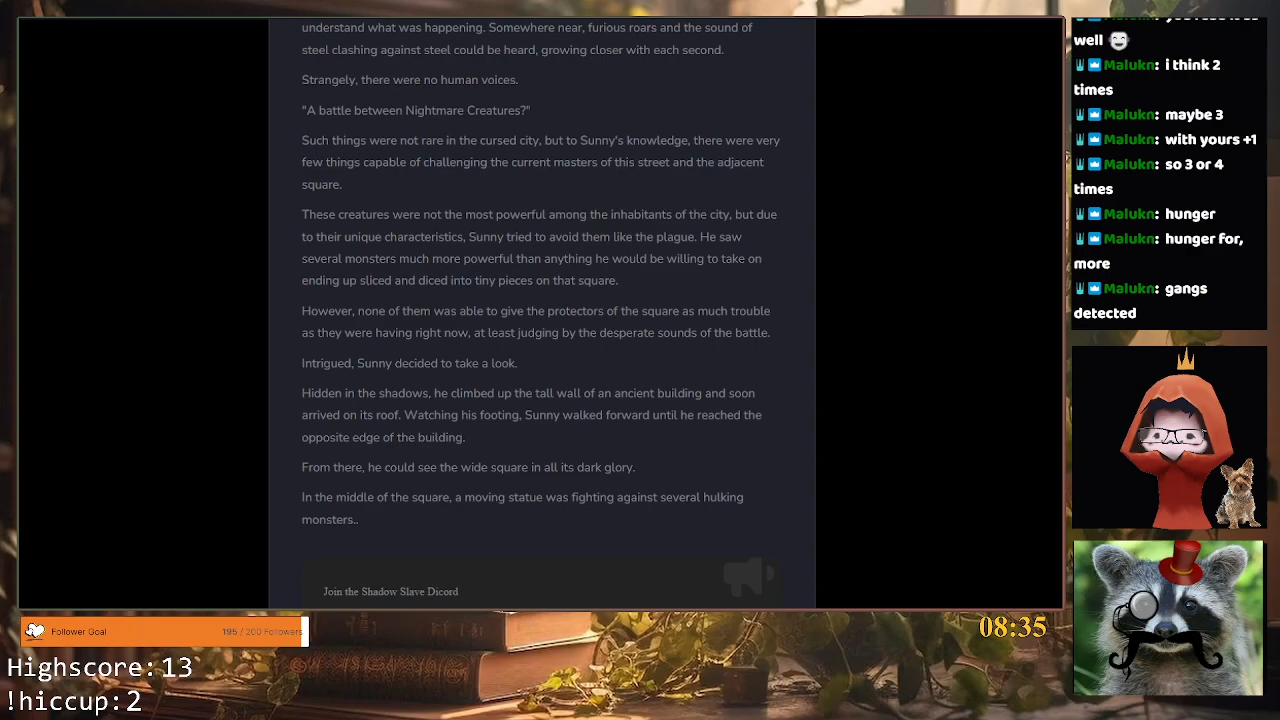 understand what was happening. Somewhere near, furious roars and the sound of
steel clashing against steel could be heard, growing closer with each second.
Strangely, there were no human voices.
"A battle between Nightmare Creatures?"
Such things were not rare in the cursed city, but to Sunny's knowledge, there were very
few things capable of challenging the current masters of this street and the adjacent
square.
These creatures were not the most powerful among the inhabitants of the city, but due
to their unique characteristics, Sunny tried to avoid them like the plague. He saw
several monsters much more powerful than anything he would be willing to take on
ending up sliced and diced into tiny pieces on that square.
However, none of them was able to give the protectors of the square as much trouble
as they were having right now, at least judging by the desperate sounds of the battle.
Intrigued, Sunny decided to take a look.
Hidden in the shadows, he climbed up the tall wall of an ancient building and soon
arrived on its roof. Watching his footing, Sunny walked forward until he reached the
opposite edge of the building.
From there, he could see the wide square in all its dark glory.
In the middle of the square, a moving statue was fighting against several hulking
monsters..
Join the Shadow Slave Dicord
well
Malukn: i think 2
times
Malukn: maybe 3
Malukn: with yours +1
Malukn: so 3 or 4
times
Malukn: hunger
Malukn: hunger for,
more
Malukn: gangs
detected
Follower Goal
195 / 200 Followers
08:35
Highscore:13
!hiccup:2